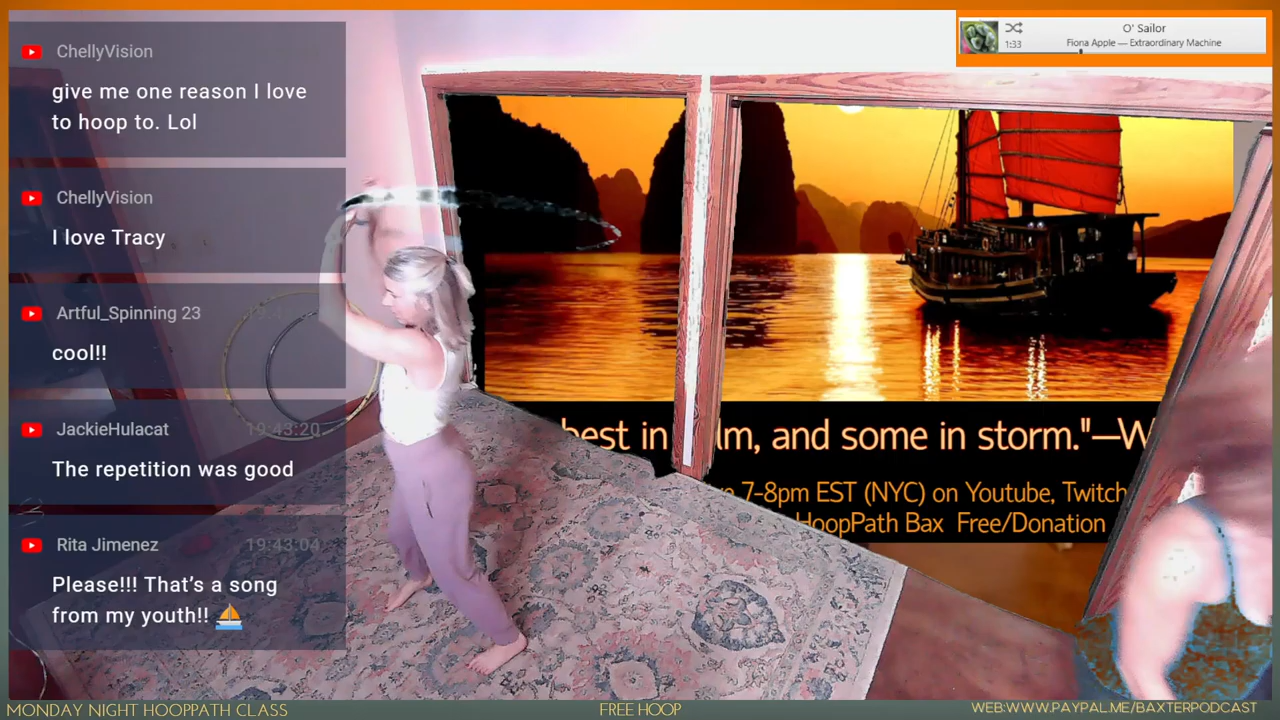 ChellyVision
give me one reason I love
to hoop to. Lol
ChellyVision
I love Tracy
Artful_Spinning 23
cool!!
JackieHulacat 19:43:20
The repetition was good
Rita Jimenez 19:43:04
Please!!! That's a song
from my youth!! ⛵
O' Sailor
1:33 Fiona Apple — Extraordinary Machine
best in lm, and some in storm."—W
7-8pm EST (NYC) on Youtube, Twitch
HoopPath Bax Free/Donation
MONDAY NIGHT HOOPPATH CLASS FREE HOOP WEB:WWW.PAYPAL.ME/BAXTERPODCAST